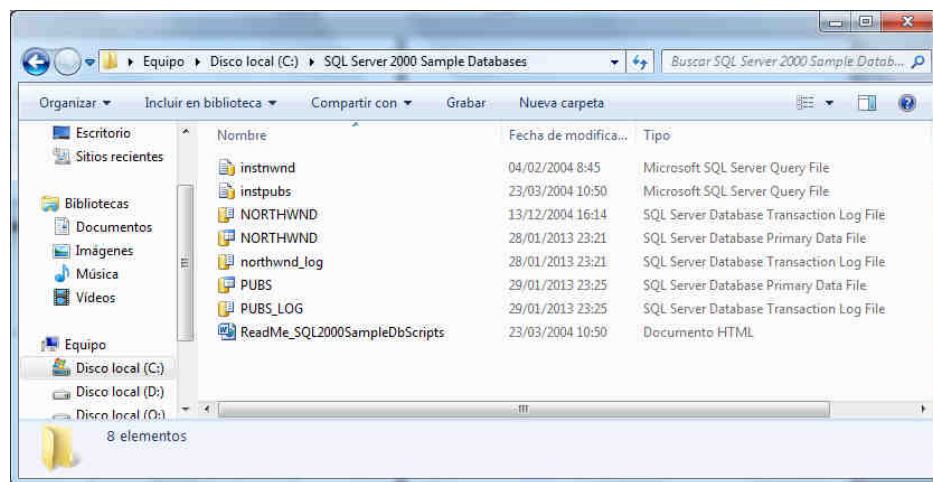 Equipo Disco local (C:) SQL Server 2000 Sample Databases
Buscar SQL Server 2000 Sample Datab...
Organizar Incluir en biblioteca Compartir con Grabar Nueva carpeta
Escritorio
Sitios recientes
Bibliotecas
Documentos
Imágenes
Música
Vídeos
Equipo
Disco local (C:)
Disco local (D:)
Disco local (Q:)
Nombre Fecha de modifica... Tipo
instnwnd 04/02/2004 8:45 Microsoft SQL Server Query File
instpubs 23/03/2004 10:50 Microsoft SQL Server Query File
NORTHWND 13/12/2004 16:14 SQL Server Database Transaction Log File
NORTHWND 28/01/2013 23:21 SQL Server Database Primary Data File
northwnd_log 28/01/2013 23:21 SQL Server Database Transaction Log File
PUBS 29/01/2013 23:25 SQL Server Database Primary Data File
PUBS_LOG 29/01/2013 23:25 SQL Server Database Transaction Log File
ReadMe_SQL2000SampleDbScripts 23/03/2004 10:50 Documento HTML
8 elementos